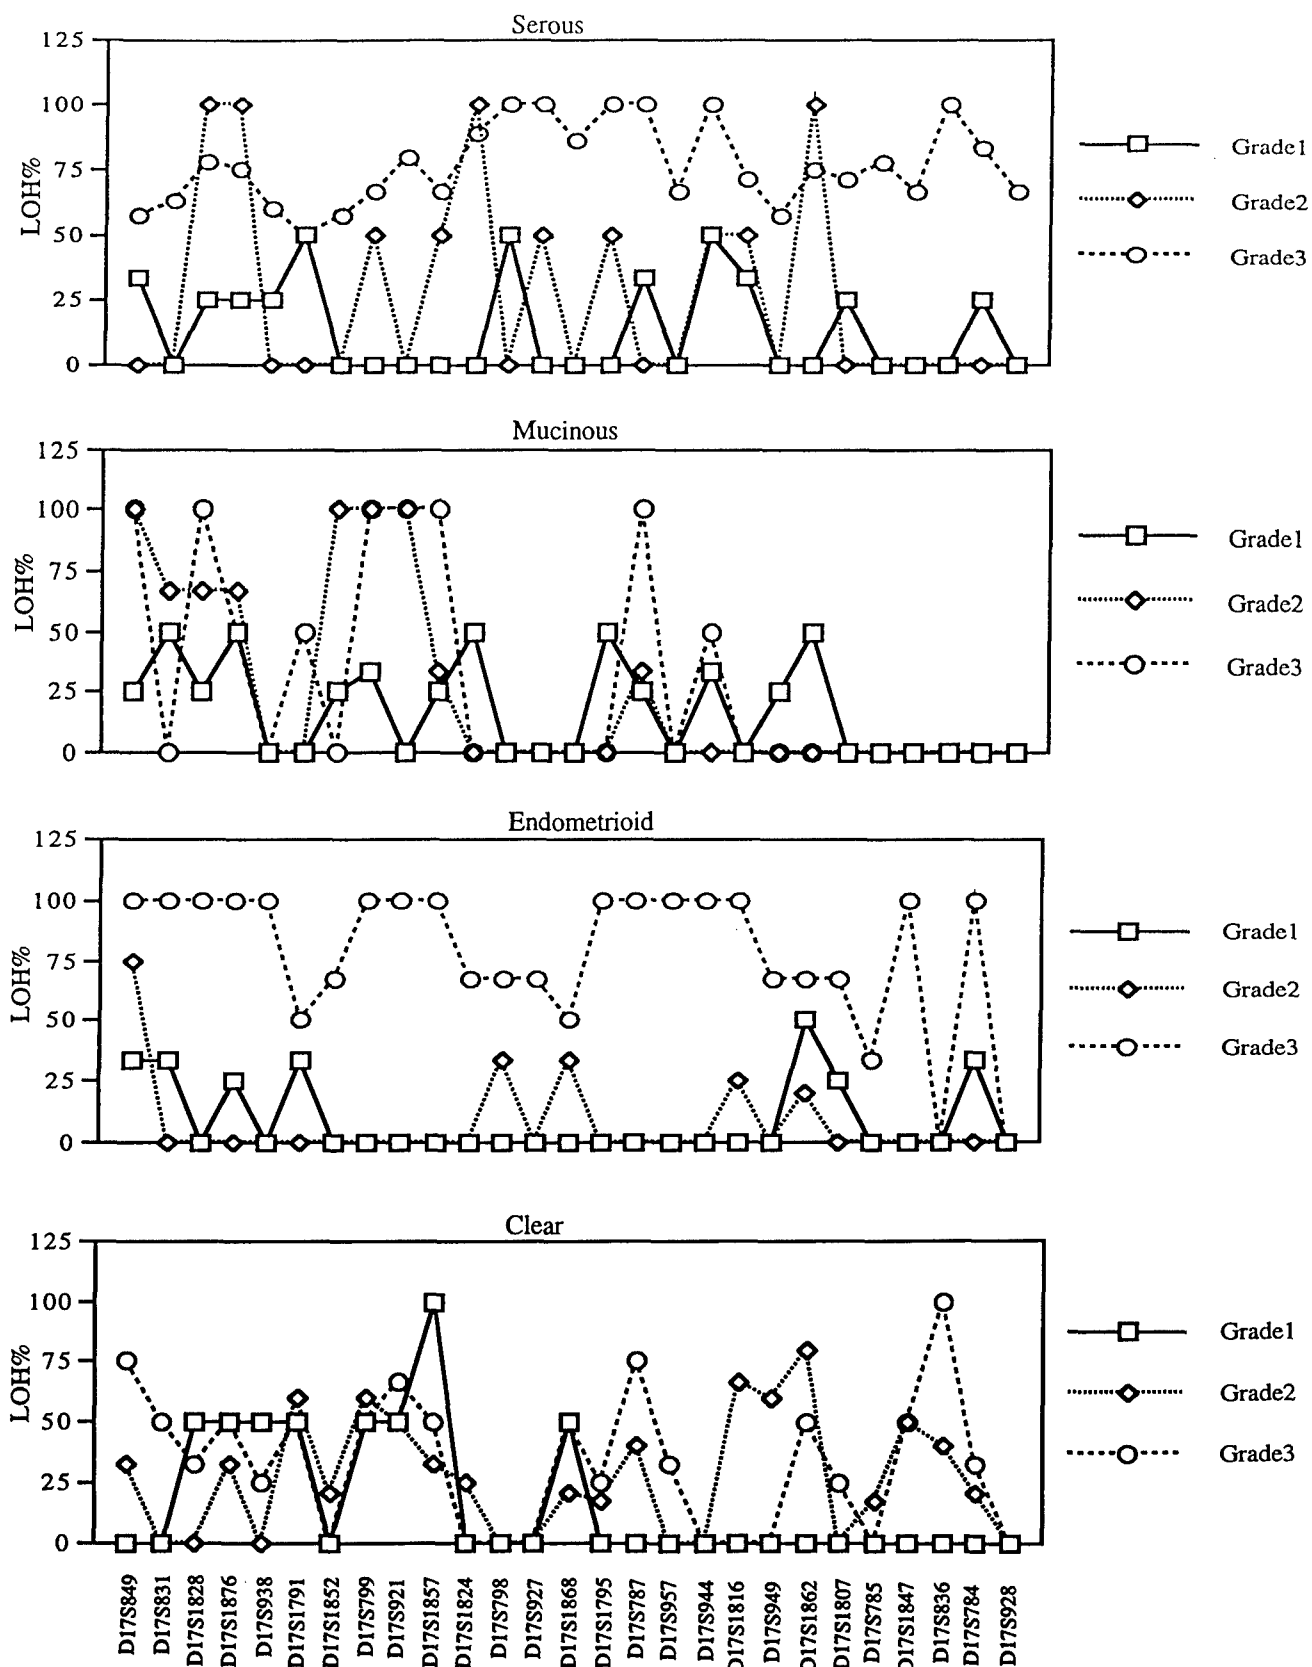 Serous
125
100
75
50
25
0
LOH%
Grade1
Grade2
Grade3
Mucinous
125
100
75
50
25
0
LOH%
Grade1
Grade2
Grade3
Endometrioid
125
100
75
50
25
0
LOH%
Grade1
Grade2
Grade3
Clear
125
100
75
50
25
0
LOH%
Grade1
Grade2
Grade3
D17S849
D17S831
D17S1828
D17S1876
D17S938
D17S1791
D17S1852
D17S799
D17S921
D17S1857
D17S1824
D17S798
D17S927
D17S1868
D17S1795
D17S787
D17S957
D17S944
D17S1816
D17S949
D17S1862
D17S1807
D17S785
D17S1847
D17S836
D17S784
D17S928